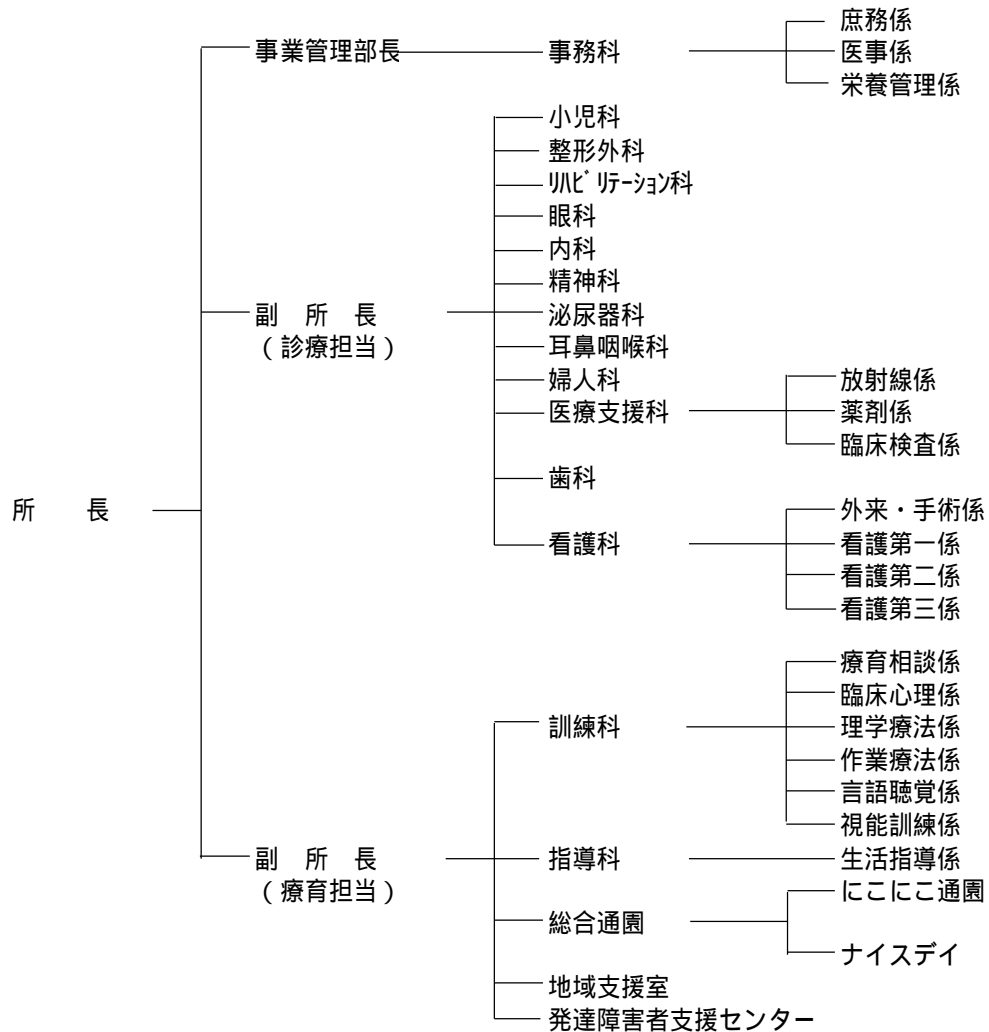 庶務係
事業管理部長 事務科 医事係
栄養管理係
小児科
整形外科
ﾘﾊﾋﾞﾘﾃｰｼｮﾝ科
眼科
内科
精神科
副 所 長 泌尿器科
(診療担当) 耳鼻咽喉科
婦人科 放射線係
医療支援科 薬剤係
臨床検査係
歯科
所 長 外来・手術係
看護科 看護第一係
看護第二係
看護第三係
療育相談係
臨床心理係
訓練科 理学療法係
作業療法係
言語聴覚係
視能訓練係
副 所 長 指導科 生活指導係
(療育担当) にこにこ通園
総合通園
ナイスデイ
地域支援室
発達障害者支援センター